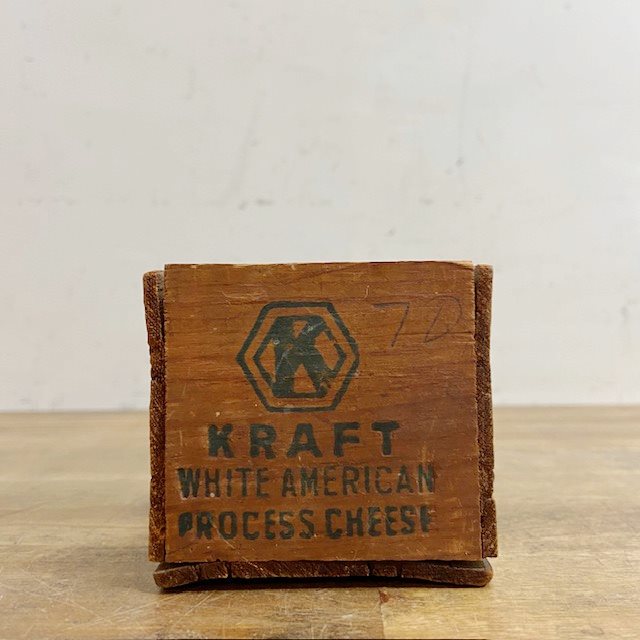 K
KRAFT
WHITE AMERICAN
PROCESS CHEESE